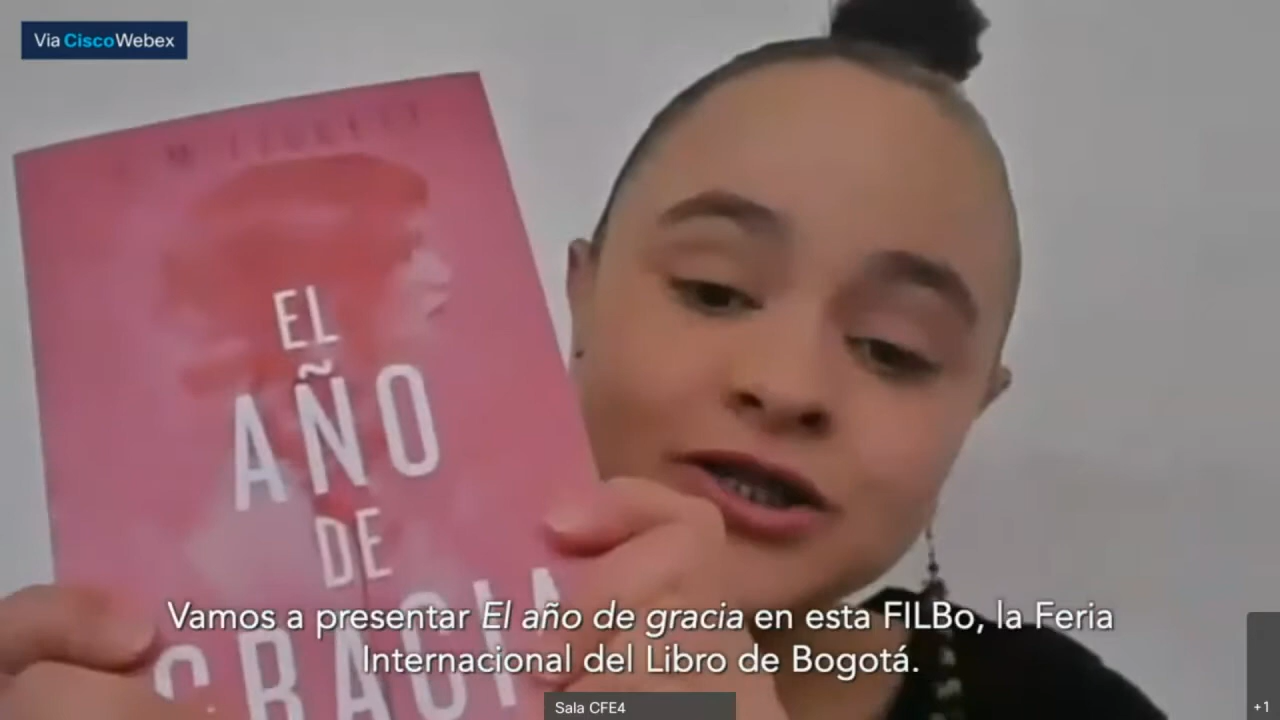 Via CiscoWebex
EL
AÑO
DE
GRACIA
Vamos a presentar El año de gracia en esta FILBo, la Feria
Internacional del Libro de Bogotá.
Sala CFE4
+1